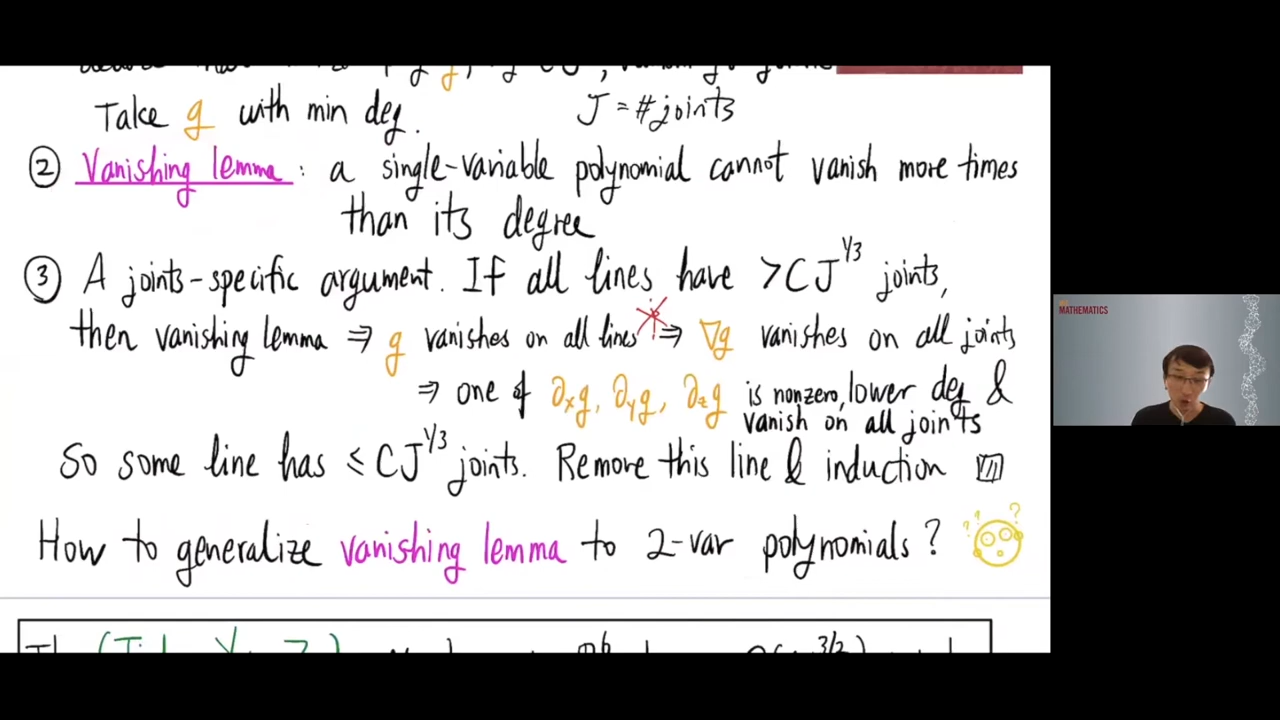 Take g with min deg.
J = #joints
② Vanishing lemma : a single-variable polynomial cannot vanish more times
than its degree
③ A joints-specific argument. If all lines have > CJ^{1/3} joints,
then vanishing lemma ⇒ g vanishes on all lines ⇒ ∇g vanishes on all joints
⇒ one of ∂ₓg, ∂ᵧg, ∂_zg is nonzero, lower deg &
vanish on all joints
So some line has ≤ CJ^{1/3} joints. Remove this line & induction
How to generalize vanishing lemma to 2-var polynomials?
MATHEMATICS